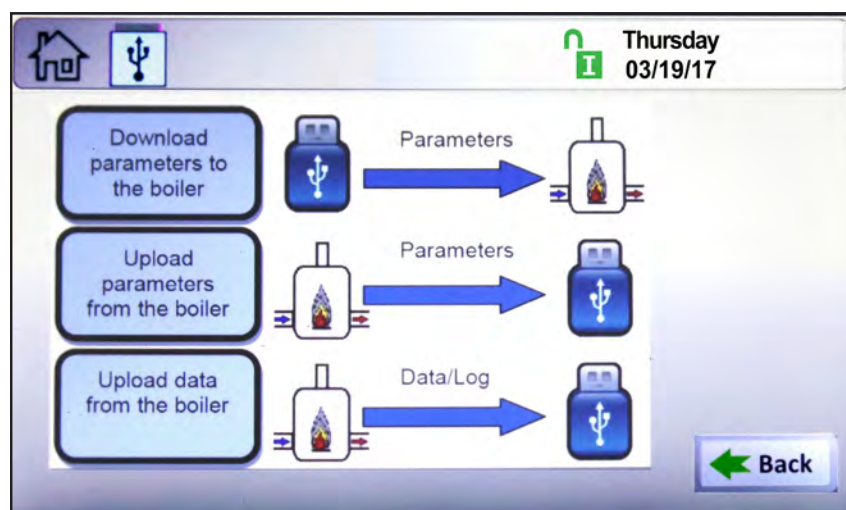 Thursday
03/19/17
Download
parameters to
the boiler
Parameters
Upload
parameters
from the boiler
Parameters
Upload data
from the boiler
Data/Log
Back
I